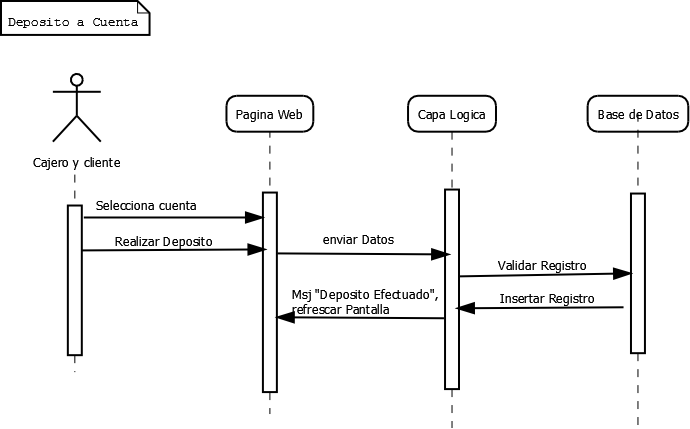 Deposito a Cuenta
Cajero y cliente
Pagina Web
Capa Logica
Base de Datos
Selecciona cuenta
Realizar Deposito
enviar Datos
Validar Registro
Insertar Registro
Msj "Deposito Efectuado",
refrescar Pantalla